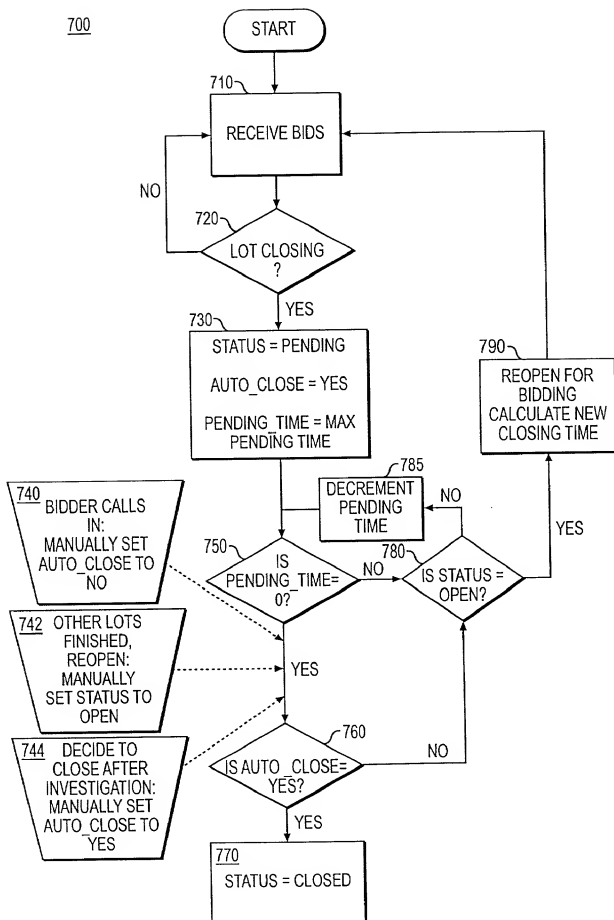 700
START
710
RECEIVE BIDS
NO
720
LOT CLOSING
?
YES
730
STATUS = PENDING
AUTO_CLOSE = YES
PENDING_TIME = MAX
PENDING TIME
790
REOPEN FOR
BIDDING
CALCULATE NEW
CLOSING TIME
785
DECREMENT
PENDING
TIME
NO
YES
740
BIDDER CALLS
IN:
MANUALLY SET
AUTO_CLOSE TO
NO
750
IS
PENDING_TIME=
0?
NO
780
IS STATUS =
OPEN?
742
OTHER LOTS
FINISHED,
REOPEN:
MANUALLY
SET STATUS TO
OPEN
YES
744
DECIDE TO
CLOSE AFTER
INVESTIGATION:
MANUALLY SET
AUTO_CLOSE TO
YES
760
IS AUTO_CLOSE=
YES?
NO
YES
770
STATUS = CLOSED